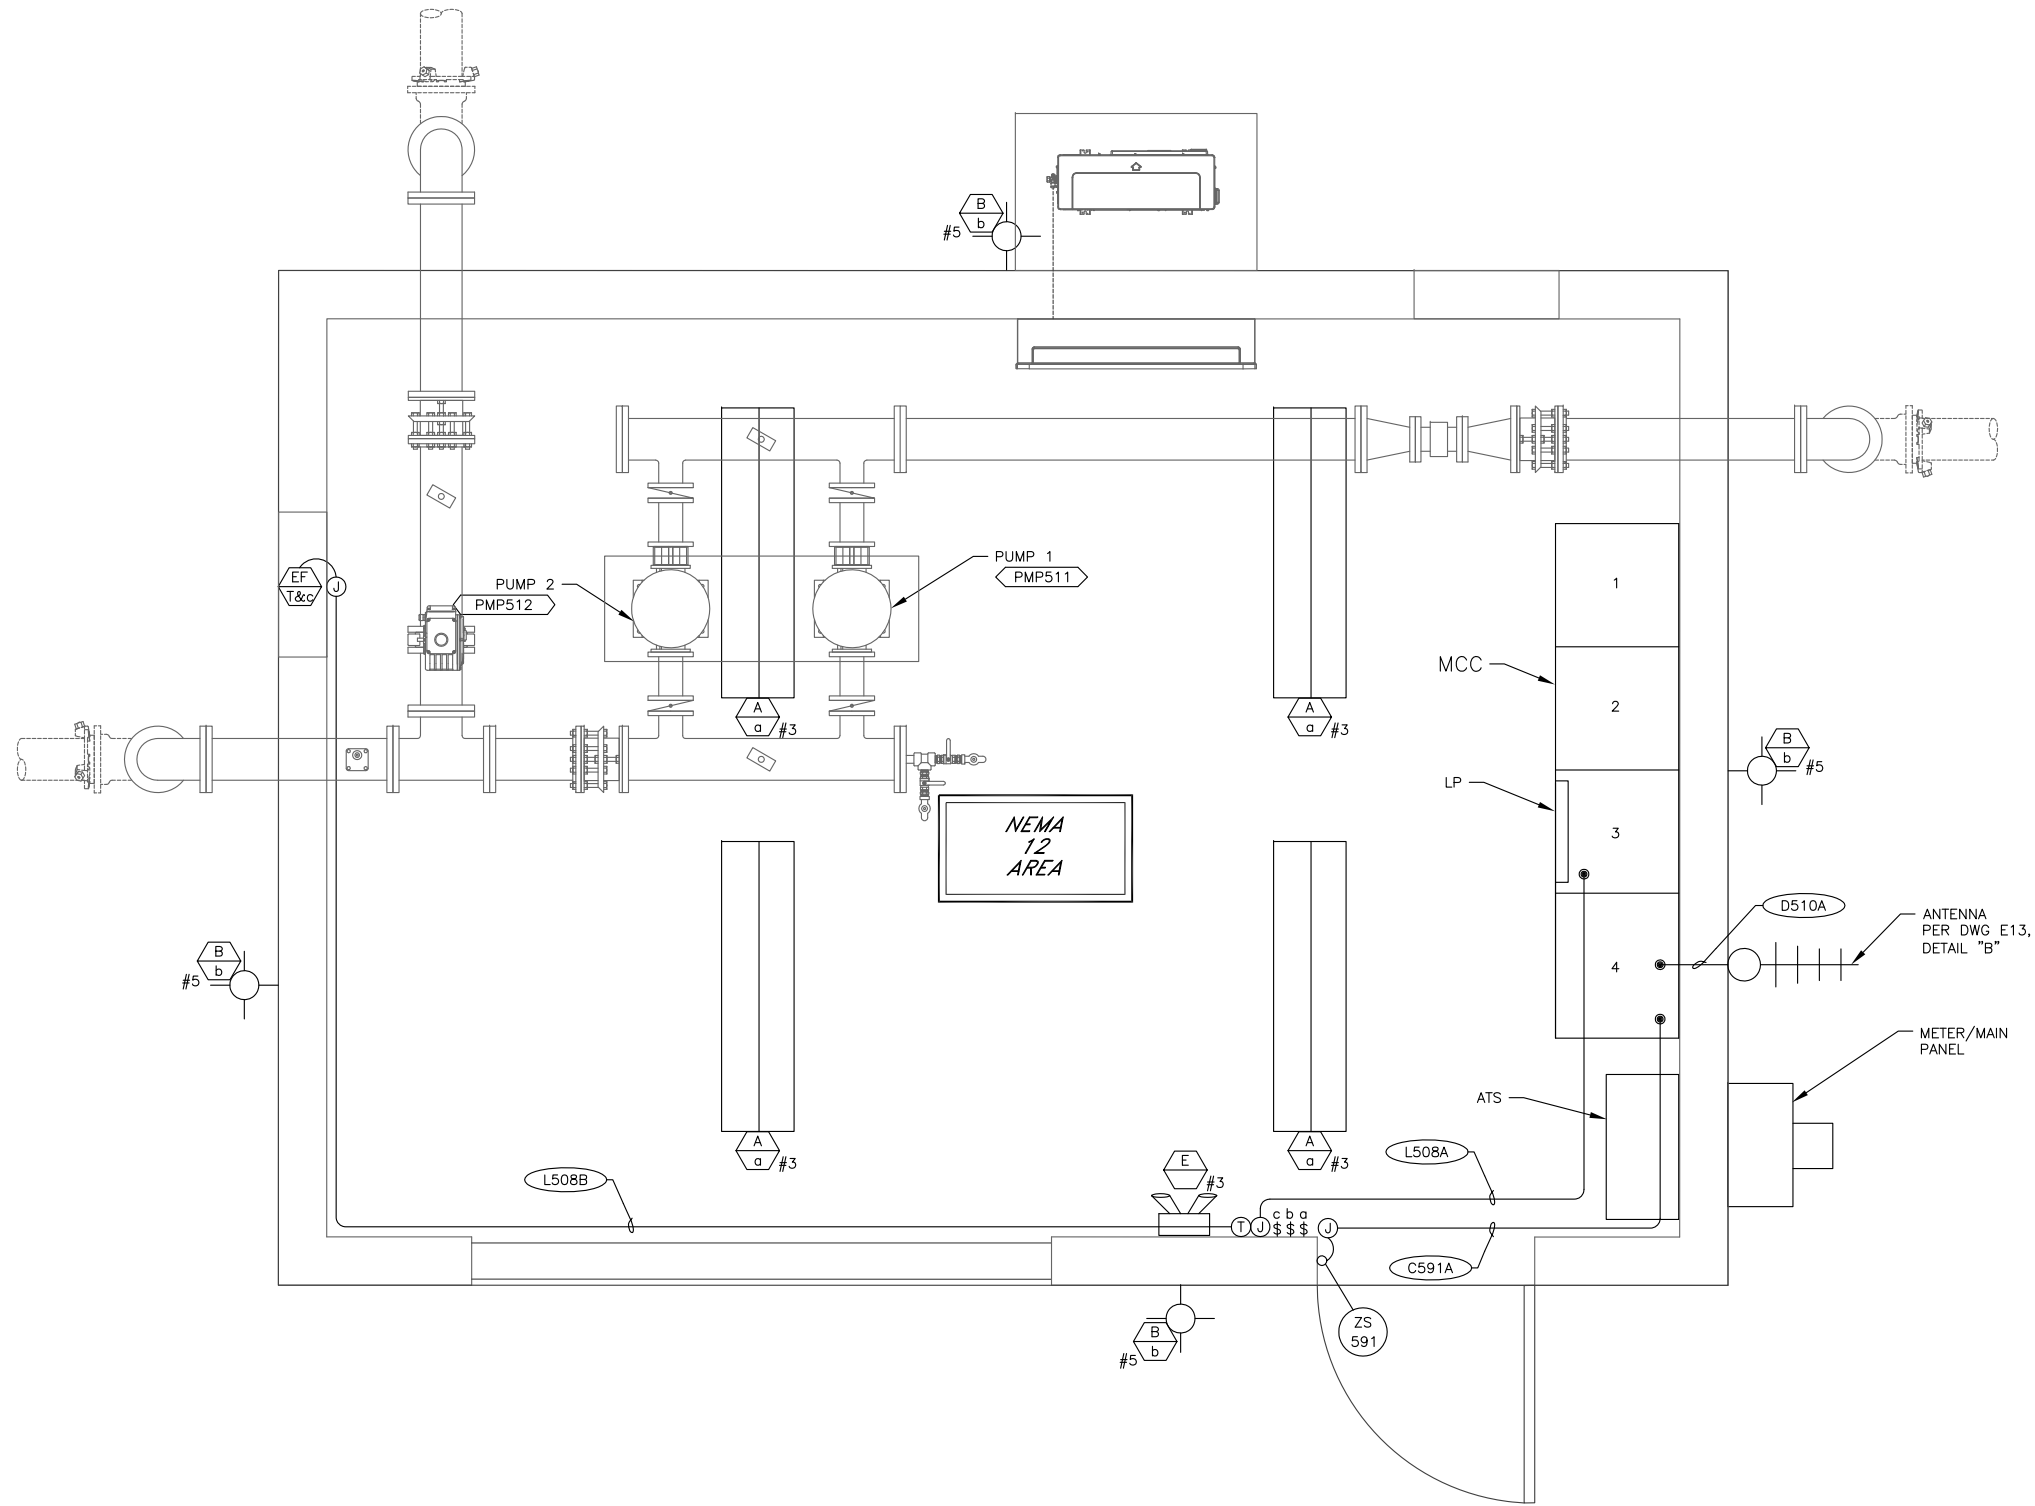 B
b
#5
EF
T&c
J
PUMP 2
PMP512
PUMP 1
PMP511
1
MCC
2
A
a
#3
A
a
#3
B
b
#5
LP
3
NEMA
12
AREA
D510A
ANTENNA
PER DWG E13,
DETAIL "B"
4
B
b
#5
METER/MAIN
PANEL
ATS
A
a
#3
A
a
#3
L508A
E
#3
L508B
c b a
T J $ $ $ J
C591A
B
b
#5
ZS
591